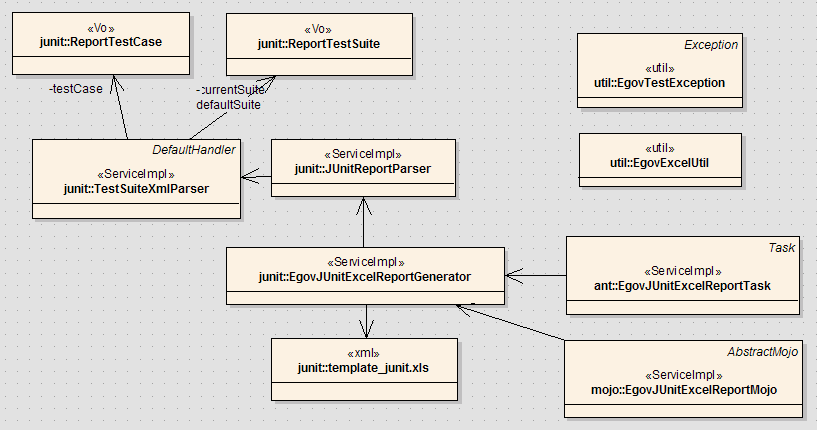 «Vo»
junit::ReportTestCase
«Vo»
junit::ReportTestSuite
Exception
«util»
util::EgovTestException
-testCase
-currentSuite
defaultSuite
DefaultHandler
«ServiceImpl»
junit::TestSuiteXmlParser
«ServiceImpl»
junit::JUnitReportParser
«util»
util::EgovExcelUtil
«ServiceImpl»
junit::EgovJUnitExcelReportGenerator
Task
«ServiceImpl»
ant::EgovJUnitExcelReportTask
«xml»
junit::template_junit.xls
AbstractMojo
«ServiceImpl»
mojo::EgovJUnitExcelReportMojo